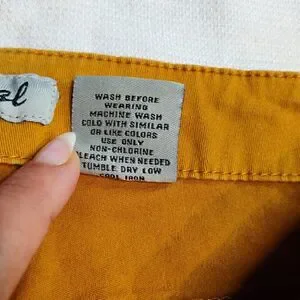 WASH BEFORE
WEARING
MACHINE WASH
COLD WITH SIMILAR
OR LIKE COLORS
USE ONLY
NON-CHLORINE
BLEACH WHEN NEEDED
TUMBLE DRY LOW
COOL IRON